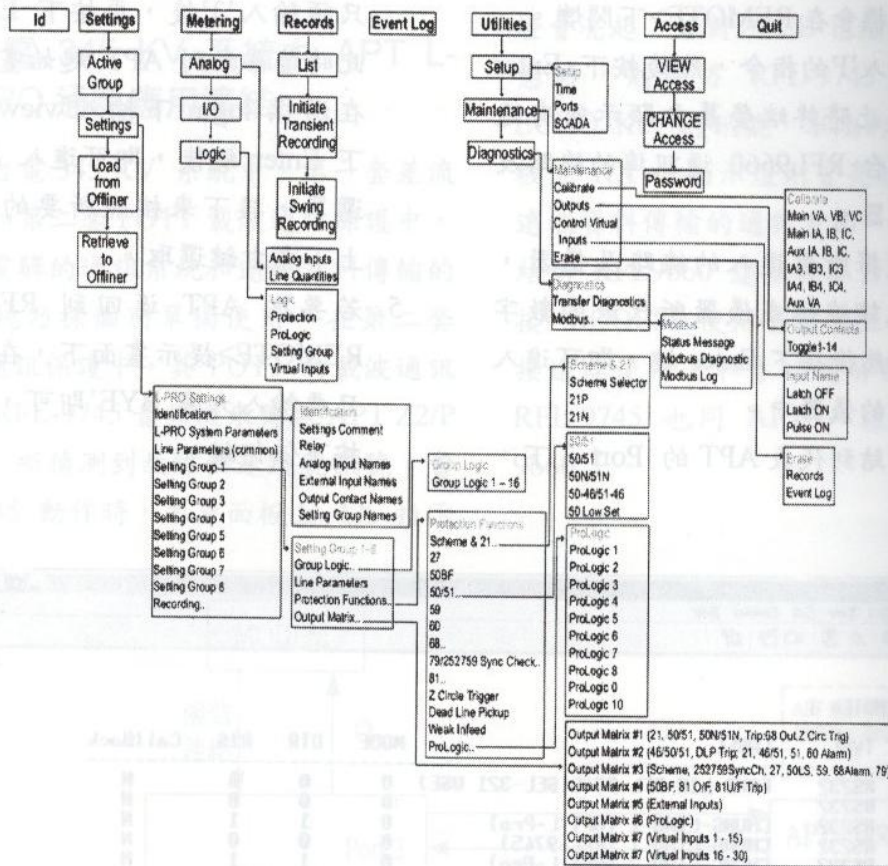 Id
Settings
Metering
Records
Event Log
Utilities
Access
Quit
Active
Group
Settings
Load
from
Offliner
Retrieve
to
Offliner
Analog
I/O
Logic
List
Initiate
Transient
Recording
Initiate
Swing
Recording
Analog Inputs
Line Quantities
Logic
Protection
ProLogic
Setting Group
Virtual Inputs
Setup
Maintenance
Diagnostics
VIEW
Access
CHANGE
Access
Password
Setup
Time
Ports
SCADA
Maintenance
Calibrate
Outputs
Control Virtual
Inputs
Erase
Diagnostics
Transfer Diagnostics
Modbus..
Modbus
Status Message
Modbus Diagnostic
Modbus Log
Calibrate
Main VA, VB, VC
Main IA, IB, IC,
Aux IA, IB, IC,
IA3, IB3, IC3
IA4, IB4, IC4,
Aux VA
Output Controls
Toggle1-14
Input Name
Latch OFF
Latch ON
Pulse ON
Erase
Records
Event Log
L-PRO Settings
Identification..
L-PRO System Parameters
Line Parameters (common)
Setting Group-1
Setting Group 2
Setting Group 3
Setting Group 4
Setting Group 5
Setting Group 6
Setting Group 7
Setting Group 8
Recording..
Identification
Settings Comment
Relay
Analog Input Names
External Input Names
Output Contact Names
Setting Group Names
Setting Group 1-8
Group Logic..
Line Parameters
Protection Functions..
Output Matrix..
Group Logic
Group Logic 1 – 16
Protection Functions
Scheme & 21..
27
50BF
50/51..
59
60
68..
79/252759 Sync Check..
81..
Z Circle Trigger
Dead Line Pickup
Weak Infeed
ProLogic..
Scheme & 21
Scheme Selector
21P
21N
50/51
50/51
50N/51N
50-46/51-46
50 Low Set
ProLogic
ProLogic 1
ProLogic 2
ProLogic 3
ProLogic 4
ProLogic 5
ProLogic 6
ProLogic 7
ProLogic 8
ProLogic 0
ProLogic 10
Output Matrix #1 (21, 50/51, 50N/51N, Trip:68 Out.Z Circ Trig)
Output Matrix #2 (46/50/51, DLP Trip; 21, 46/51, 51, 60 Alarm)
Output Matrix #3 (Scheme, 252759SyncCh, 27, 50LS, 59, 68Alarm, 79)
Output Matrix #4 (50BF, 81 O/F, 81U/F Trip)
Output Matrix #5 (External Inputs)
Output Matrix #6 (ProLogic)
Output Matrix #7 (Virtual Inputs 1 - 15)
Output Matrix #7 (Virtual Inputs 16 - 30)